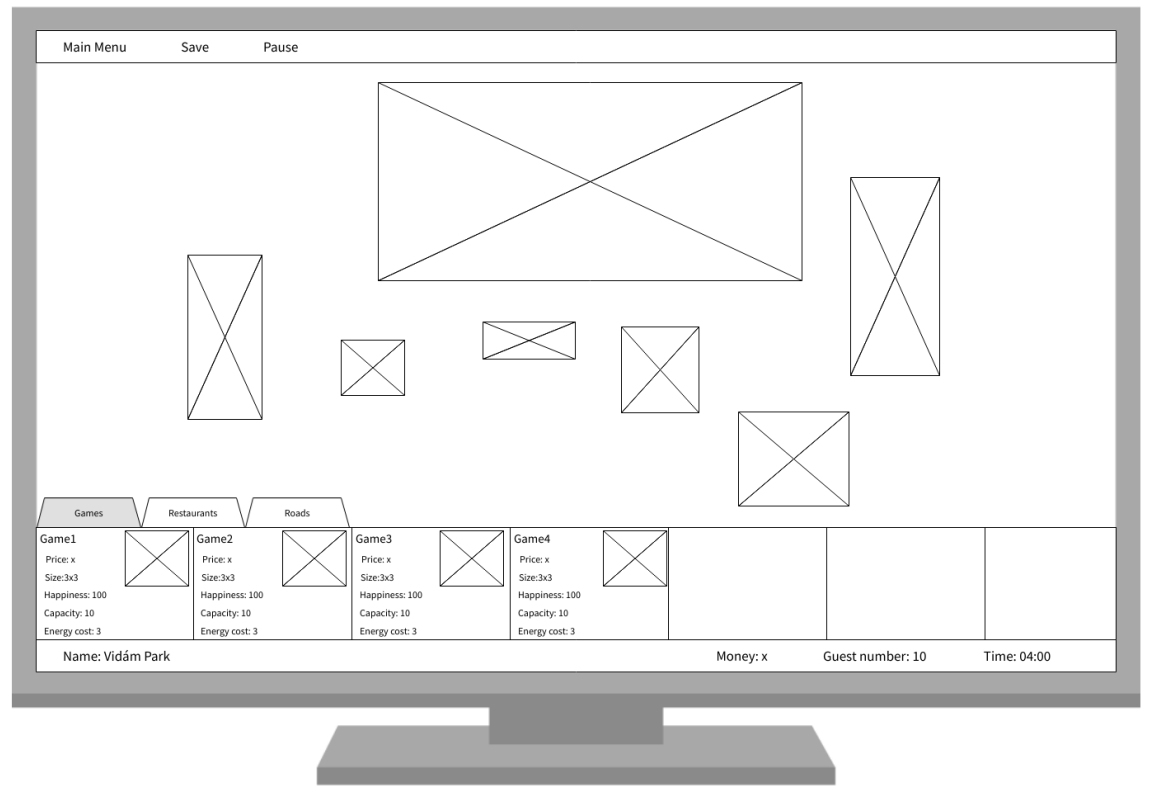 Main Menu Save Pause
Games Restaurants Roads
Game1
Price: x
Size:3x3
Happiness: 100
Capacity: 10
Energy cost: 3
Game2
Price: x
Size:3x3
Happiness: 100
Capacity: 10
Energy cost: 3
Game3
Price: x
Size:3x3
Happiness: 100
Capacity: 10
Energy cost: 3
Game4
Price: x
Size:3x3
Happiness: 100
Capacity: 10
Energy cost: 3
Name: Vidám Park Money: x Guest number: 10 Time: 04:00